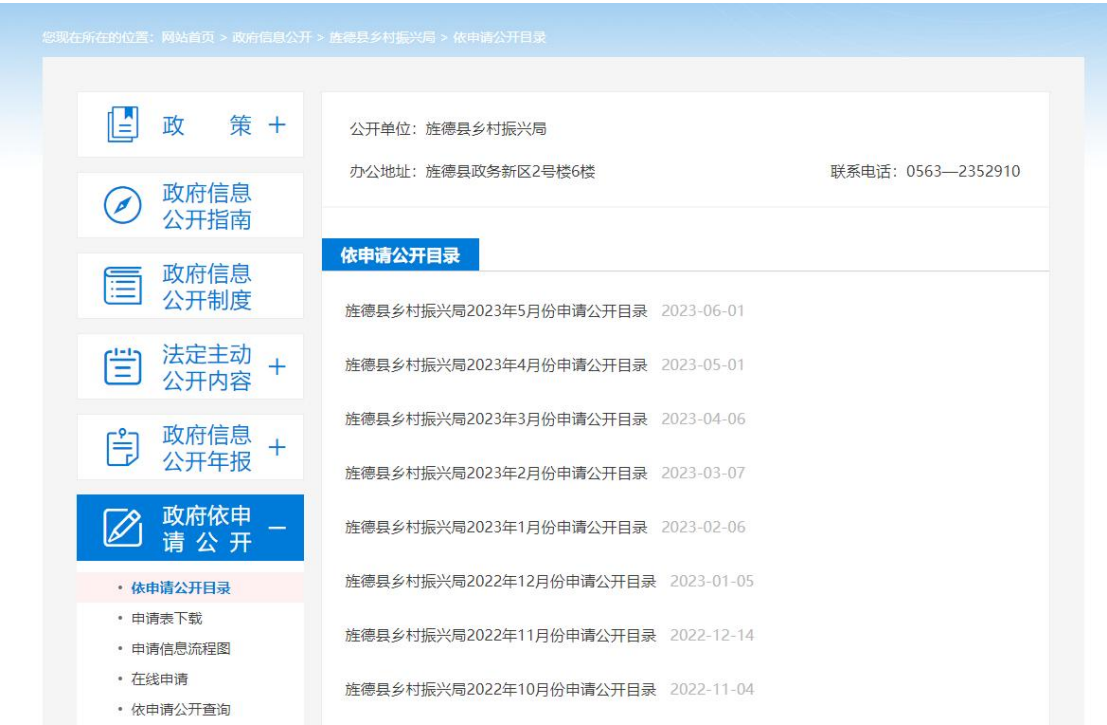 您现在所在的位置：网站首页 > 政府信息公开 > 旌德县乡村振兴局 > 依申请公开目录
政 策 +
政府信息
公开指南
政府信息
公开制度
法定主动
公开内容 +
政府信息
公开年报 +
政府依申
请公开 —
• 依申请公开目录
• 申请表下载
• 申请信息流程图
• 在线申请
• 依申请公开查询
公开单位：旌德县乡村振兴局
办公地址：旌德县政务新区2号楼6楼 联系电话：0563—2352910
依申请公开目录
旌德县乡村振兴局2023年5月份申请公开目录 2023-06-01
旌德县乡村振兴局2023年4月份申请公开目录 2023-05-01
旌德县乡村振兴局2023年3月份申请公开目录 2023-04-06
旌德县乡村振兴局2023年2月份申请公开目录 2023-03-07
旌德县乡村振兴局2023年1月份申请公开目录 2023-02-06
旌德县乡村振兴局2022年12月份申请公开目录 2023-01-05
旌德县乡村振兴局2022年11月份申请公开目录 2022-12-14
旌德县乡村振兴局2022年10月份申请公开目录 2022-11-04